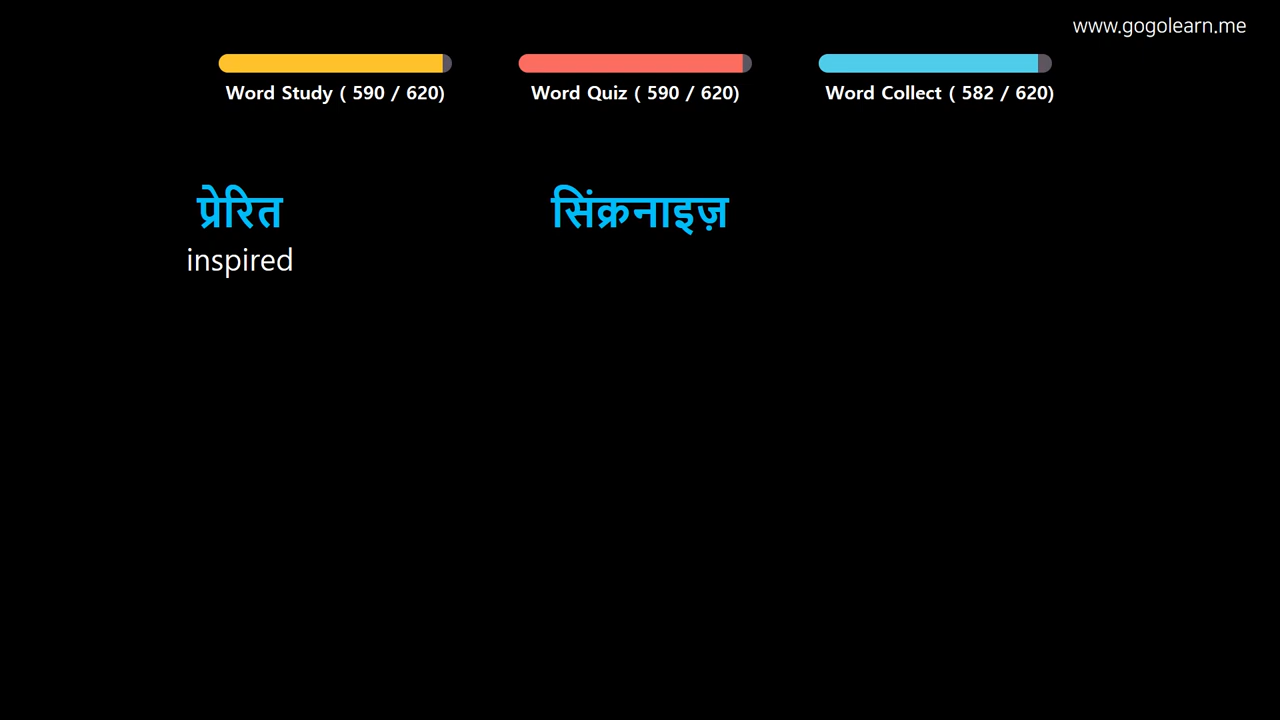 www.gogolearn.me
Word Study ( 590 / 620)
Word Quiz ( 590 / 620)
Word Collect ( 582 / 620)
प्रेरित
inspired
सिंक्रनाइज़